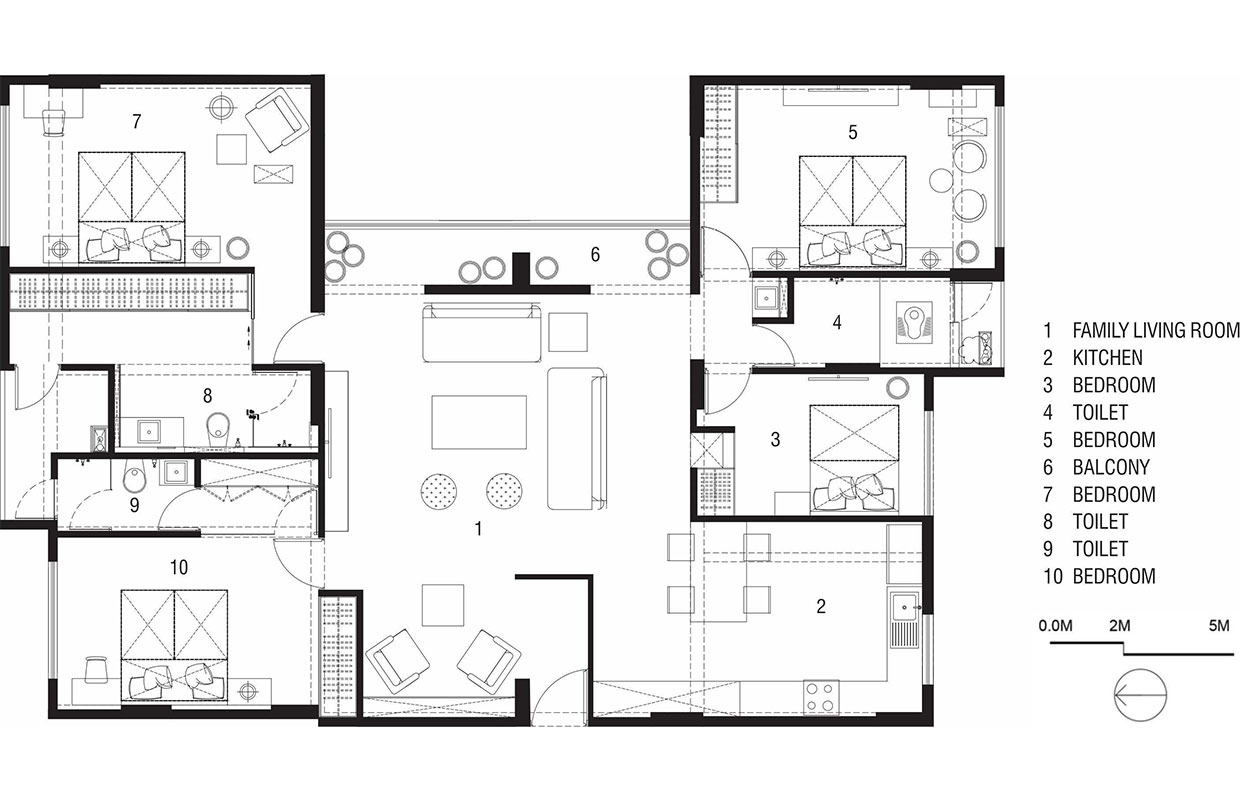 7
5
6
4
8
3
9
1
10
2
1 FAMILY LIVING ROOM
2 KITCHEN
3 BEDROOM
4 TOILET
5 BEDROOM
6 BALCONY
7 BEDROOM
8 TOILET
9 TOILET
10 BEDROOM
0.0M 2M 5M